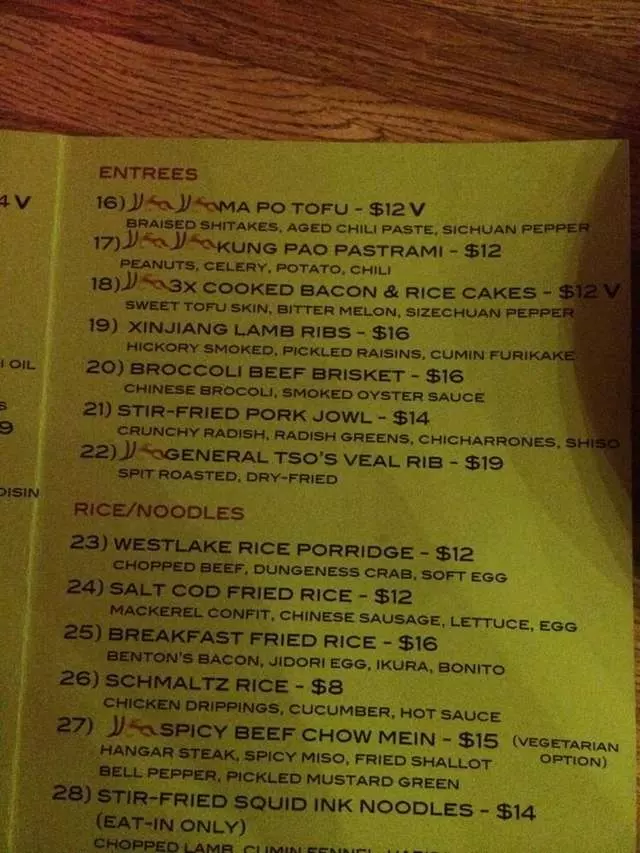 4 V
I OIL
S
9
OISIN
ENTREES
16) MA PO TOFU - $12 V
BRAISED SHITAKES, AGED CHILI PASTE, SICHUAN PEPPER
17) KUNG PAO PASTRAMI - $12
PEANUTS, CELERY, POTATO, CHILI
18) 3X COOKED BACON & RICE CAKES - $12 V
SWEET TOFU SKIN, BITTER MELON, SIZECHUAN PEPPER
19) XINJIANG LAMB RIBS - $16
HICKORY SMOKED, PICKLED RAISINS, CUMIN FURIKAKE
20) BROCCOLI BEEF BRISKET - $16
CHINESE BROCOLI, SMOKED OYSTER SAUCE
21) STIR-FRIED PORK JOWL - $14
CRUNCHY RADISH, RADISH GREENS, CHICHARRONES, SHISO
22) GENERAL TSO'S VEAL RIB - $19
SPIT ROASTED, DRY-FRIED
RICE/NOODLES
23) WESTLAKE RICE PORRIDGE - $12
CHOPPED BEEF, DUNGENESS CRAB, SOFT EGG
24) SALT COD FRIED RICE - $12
MACKEREL CONFIT, CHINESE SAUSAGE, LETTUCE, EGG
25) BREAKFAST FRIED RICE - $16
BENTON'S BACON, JIDORI EGG, IKURA, BONITO
26) SCHMALTZ RICE - $8
CHICKEN DRIPPINGS, CUCUMBER, HOT SAUCE
27) SPICY BEEF CHOW MEIN - $15 (VEGETARIAN OPTION)
HANGAR STEAK, SPICY MISO, FRIED SHALLOT
BELL PEPPER, PICKLED MUSTARD GREEN
28) STIR-FRIED SQUID INK NOODLES - $14
(EAT-IN ONLY)
CHOPPED LAMB, CUMIN FENNEL,